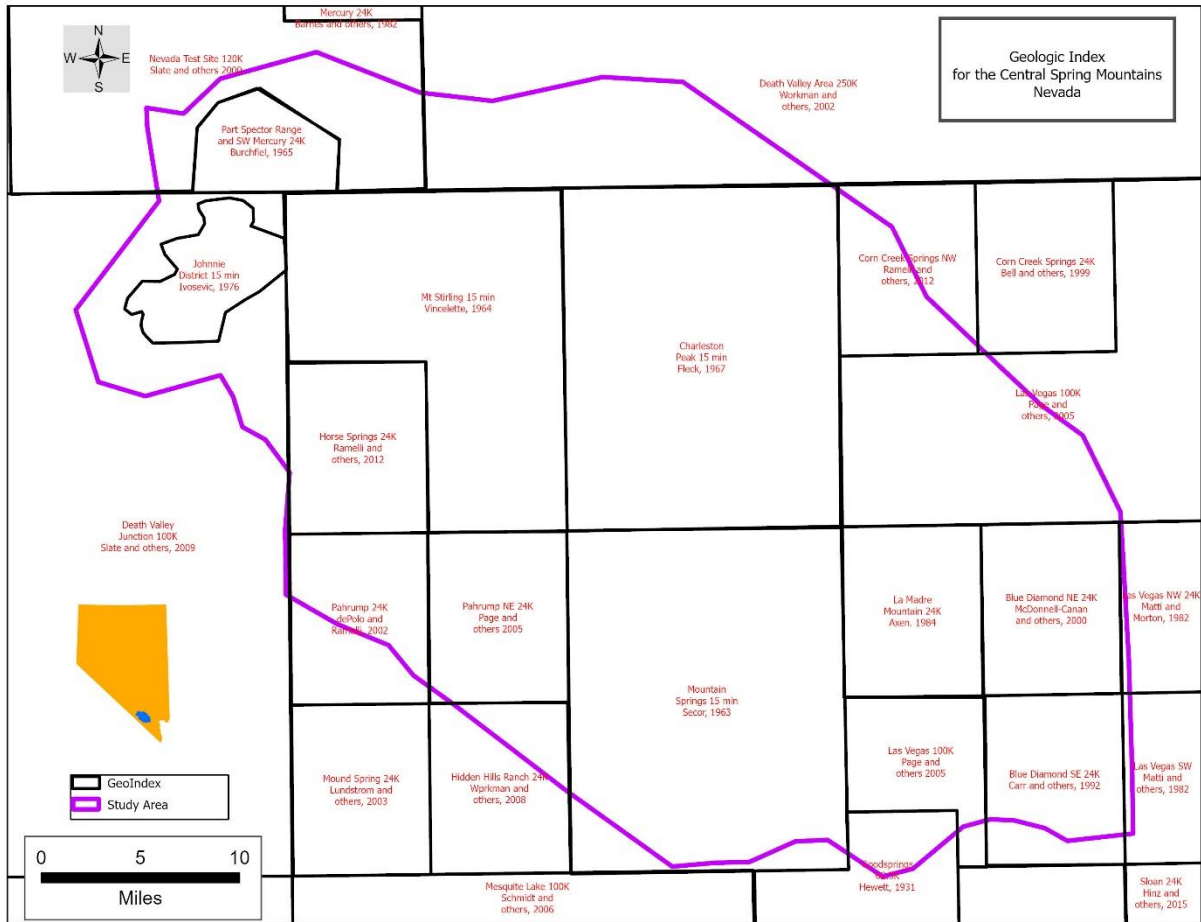 Mercury 24K
Barnes and others, 1982
N
W
E
S
Nevada Test Site 120K
Slate and others 2000
Geologic Index
for the Central Spring Mountains
Nevada
Death Valley Area 250K
Workman and
others, 2002
Part Spector Range
and SW Mercury 24K
Burchfiel, 1965
Johnnie
District 15 min
Ivosevic, 1976
Mt Stirling 15 min
Vincelette, 1964
Corn Creek Springs NW
Ramelli and
others, 2012
Corn Creek Springs 24K
Bell and others, 1999
Charleston
Peak 15 min
Fleck, 1967
Las Vegas 100K
Page and
others, 2005
Horse Springs 24K
Ramelli and
others, 2012
Death Valley
Junction 100K
Slate and others, 2009
Pahrump 24K
dePolo and
Ramelli, 2002
Pahrump NE 24K
Page and
others 2005
La Madre
Mountain 24K
Axen. 1984
Blue Diamond NE 24K
McDonnell-Canan
and others, 2000
Las Vegas NW 24K
Matti and
Morton, 1982
Mountain
Springs 15 min
Secor, 1963
Mound Spring 24K
Lundstrom and
others, 2003
Hidden Hills Ranch 24K
Wprkman and
others, 2008
Las Vegas 100K
Page and
others 2005
Blue Diamond SE 24K
Carr and others, 1992
Las Vegas SW
Matti and
others, 1982
GeoIndex
Study Area
0 5 10
Miles
Mesquite Lake 100K
Schmidt and
others, 2006
Goodsprings
Hewett, 1931
Sloan 24K
Hinz and
others, 2015